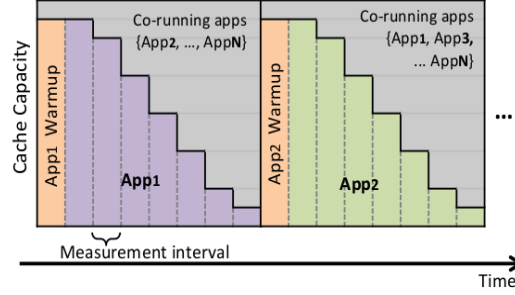 Co-running apps
{App2, ..., AppN}
Co-running apps
{App1, App3,
... AppN}
Cache Capacity
App1 Warmup
App1
App2 Warmup
App2
...
Measurement interval
Time